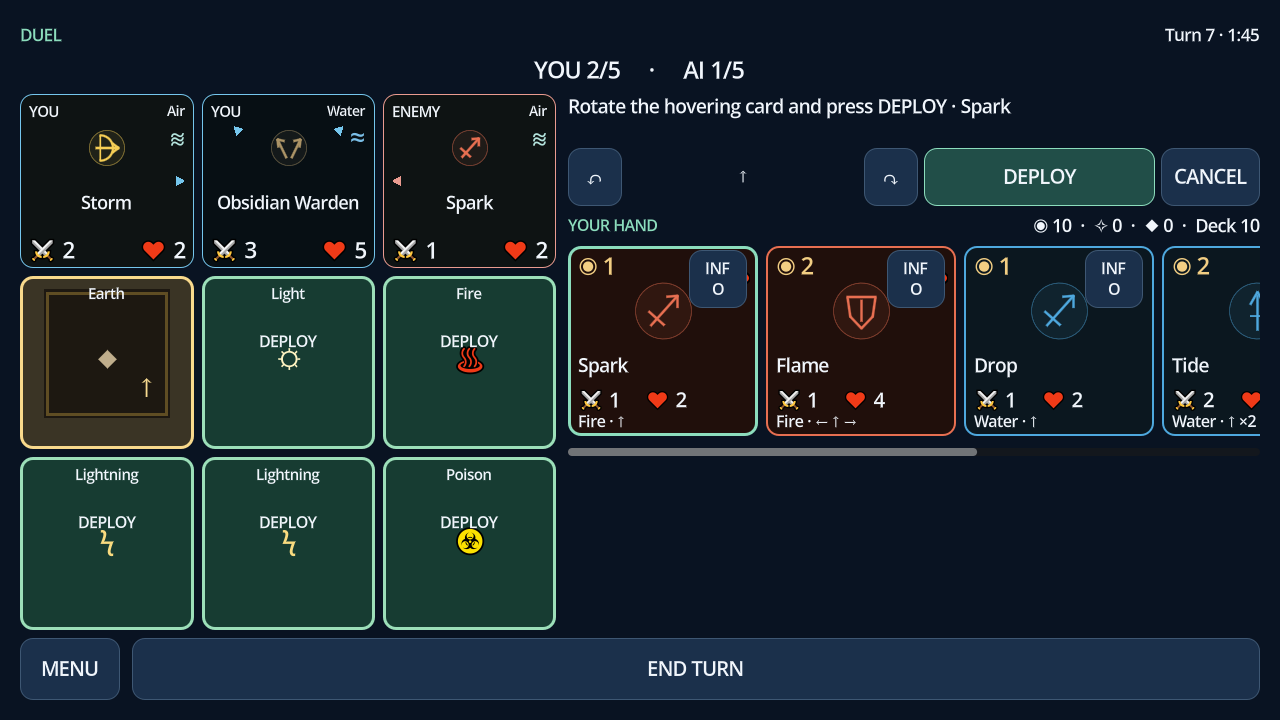 DUEL
Turn 7 · 1:45
YOU 2/5 · AI 1/5
YOU Air
Storm
2 2
YOU Water
Obsidian Warden
3 5
ENEMY Air
Spark
1 2
Rotate the hovering card and press DEPLOY · Spark
↶ ↑ ↷ DEPLOY CANCEL
YOUR HAND
◉ 10 · ✧ 0 · ◆ 0 · Deck 10
◉ 1
INF
O
Spark
1 2
Fire · ↑
◉ 2
INF
O
Flame
1 4
Fire · ← ↑ →
◉ 1
INF
O
Drop
1 2
Water · ↑
◉ 2
Tide
2
Water · ↑ ×2
Earth
↑
Light
DEPLOY
Fire
DEPLOY
Lightning
DEPLOY
Lightning
DEPLOY
Poison
DEPLOY
MENU
END TURN